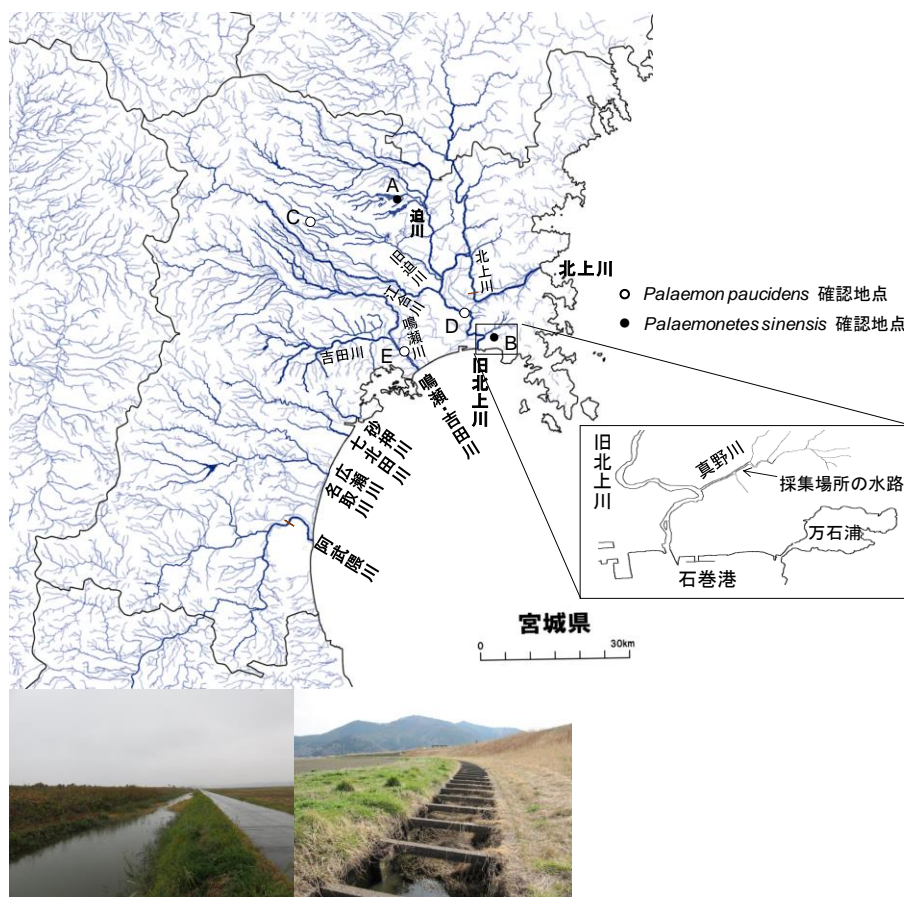 A
C
迫川
旧迫川
北上川
北上川
江合川
鳴瀬川
D
B
吉田川
E
○ Palaemon paucidens 確認地点
● Palaemonetes sinensis 確認地点
旧北上川
鳴瀬・吉田川
砂押川
七北田川
広瀬川
名取川
阿武隈川
旧北上川
真野川
採集場所の水路
万石浦
石巻港
宮城県
0 30km